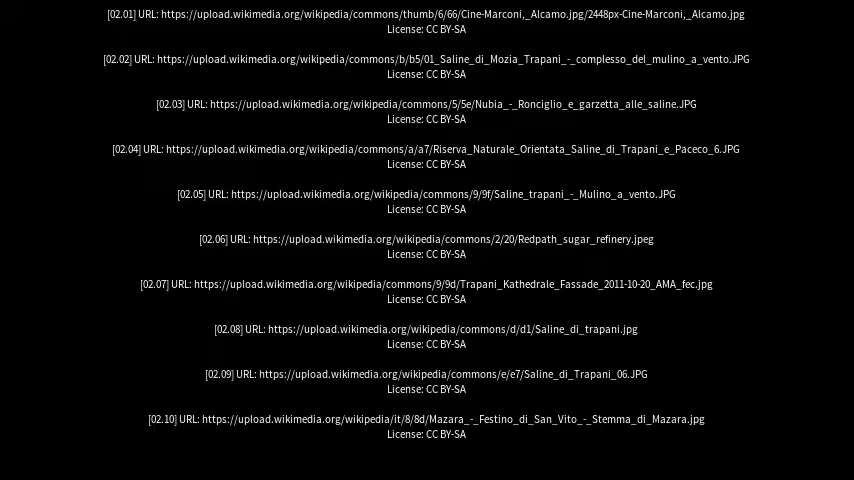 [02.01] URL: https://upload.wikimedia.org/wikipedia/commons/thumb/6/66/Cine-Marconi,_Alcamo.jpg/2448px-Cine-Marconi,_Alcamo.jpg
License: CC BY-SA
[02.02] URL: https://upload.wikimedia.org/wikipedia/commons/b/b5/01_Saline_di_Mozia_Trapani_-_complesso_del_mulino_a_vento.JPG
License: CC BY-SA
[02.03] URL: https://upload.wikimedia.org/wikipedia/commons/5/5e/Nubia_-_Ronciglio_e_garzetta_alle_saline.JPG
License: CC BY-SA
[02.04] URL: https://upload.wikimedia.org/wikipedia/commons/a/a7/Riserva_Naturale_Orientata_Saline_di_Trapani_e_Paceco_6.JPG
License: CC BY-SA
[02.05] URL: https://upload.wikimedia.org/wikipedia/commons/9/9f/Saline_trapani_-_Mulino_a_vento.JPG
License: CC BY-SA
[02.06] URL: https://upload.wikimedia.org/wikipedia/commons/2/20/Redpath_sugar_refinery.jpeg
License: CC BY-SA
[02.07] URL: https://upload.wikimedia.org/wikipedia/commons/9/9d/Trapani_Kathedrale_Fassade_2011-10-20_AMA_fec.jpg
License: CC BY-SA
[02.08] URL: https://upload.wikimedia.org/wikipedia/commons/d/d1/Saline_di_trapani.jpg
License: CC BY-SA
[02.09] URL: https://upload.wikimedia.org/wikipedia/commons/e/e7/Saline_di_Trapani_06.JPG
License: CC BY-SA
[02.10] URL: https://upload.wikimedia.org/wikipedia/it/8/8d/Mazara_-_Festino_di_San_Vito_-_Stemma_di_Mazara.jpg
License: CC BY-SA